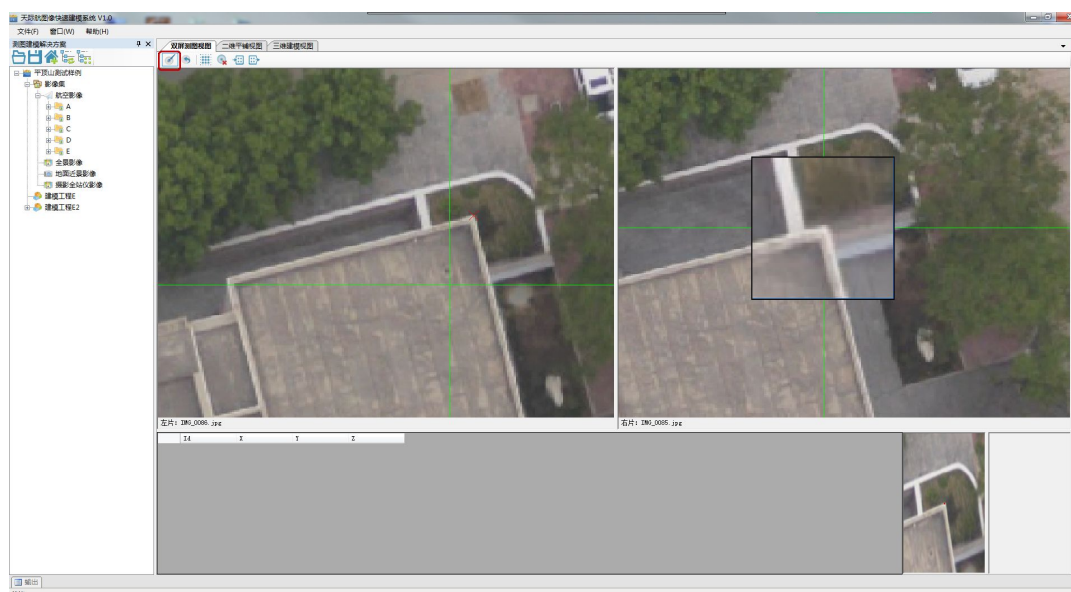 天际航图像快速建模系统 V1.0
文件(F) 窗口(W) 帮助(H)
测图建模解决方案
双屏测图视图 二维平铺视图 三维建模视图
平顶山测试样例
影像集
航空影像
A
B
C
D
E
全景影像
地面近景影像
摄影全站仪影像
建模工程E
建模工程E2
左片: IMG_0086.jpg
右片: IMG_0085.jpg
Id X Y Z
输出